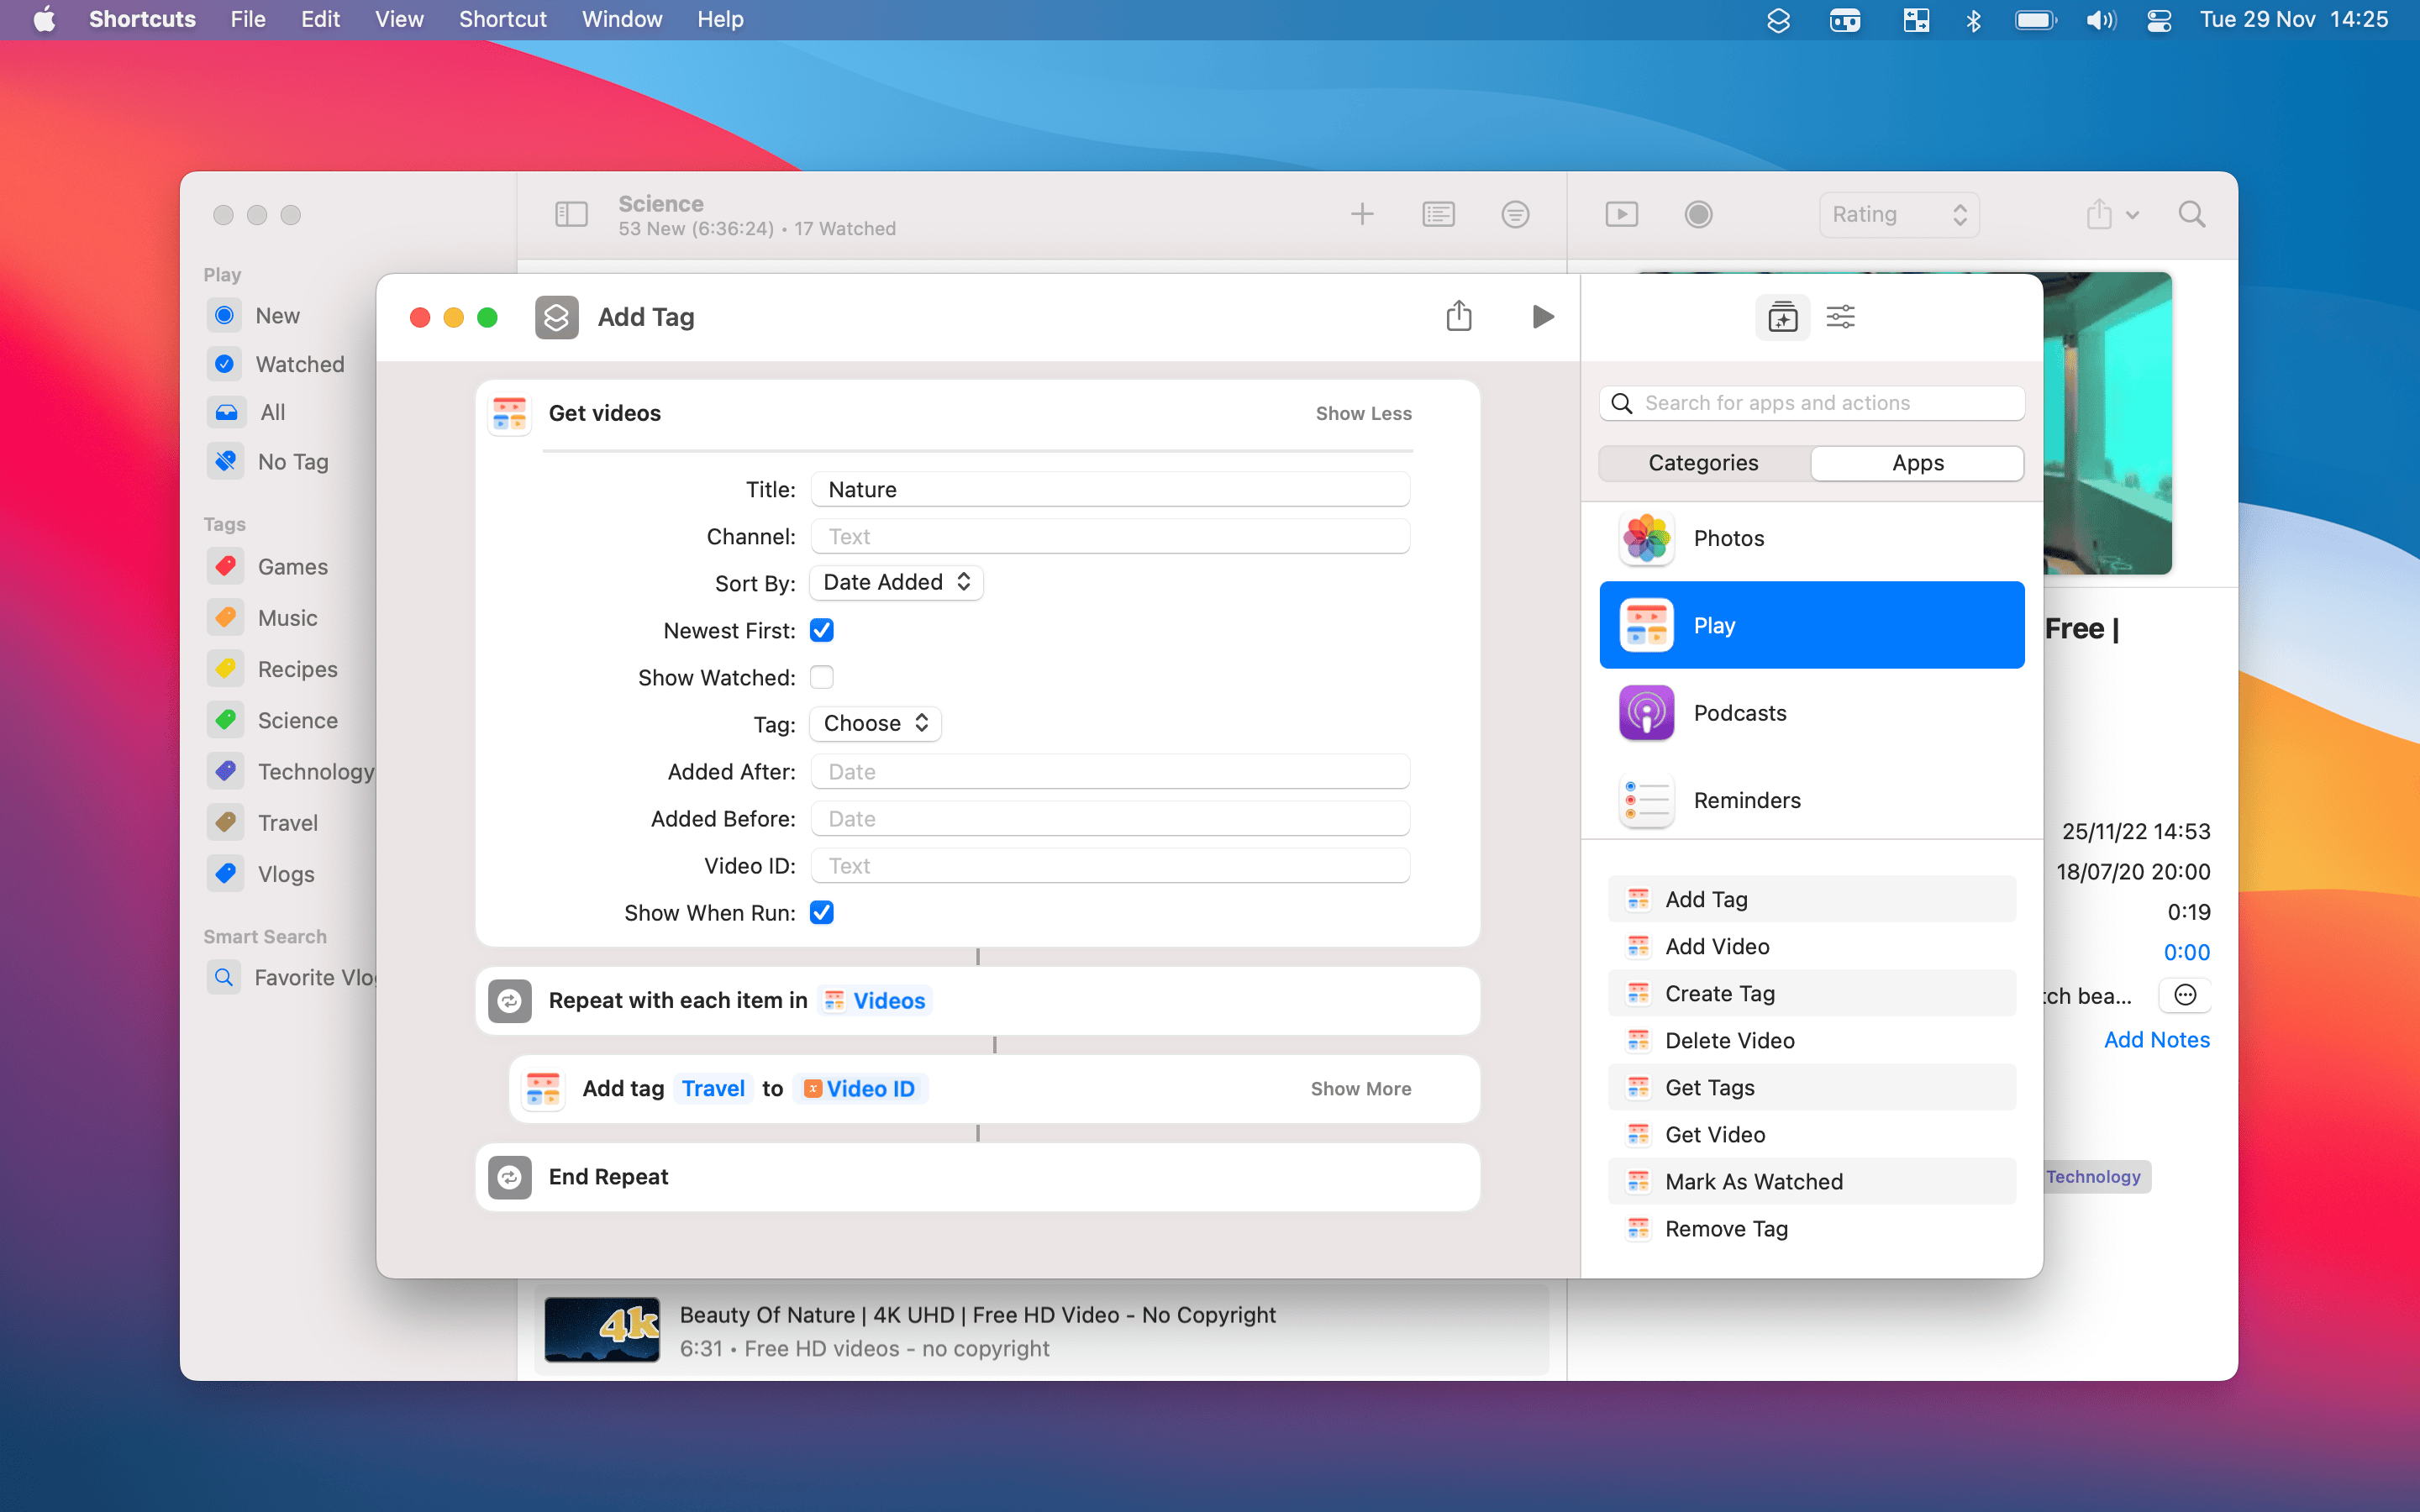 Shortcuts File Edit View Shortcut Window Help Tue 29 Nov 14:25
Science
53 New (6:36:24) • 17 Watched
Rating
Play
New
Watched
All
No Tag
Tags
Games
Music
Recipes
Science
Technology
Travel
Vlogs
Smart Search
Favorite
Add Tag
Get videos Show Less
Title: Nature
Channel: Text
Sort By: Date Added
Newest First:
Show Watched:
Tag: Choose
Added After: Date
Added Before: Date
Video ID: Text
Show When Run:
Repeat with each item in Videos
Add tag Travel to x Video ID Show More
End Repeat
Search for apps and actions
Categories Apps
Photos
Play
Podcasts
Reminders
Add Tag
Add Video
Create Tag
Delete Video
Get Tags
Get Video
Mark As Watched
Remove Tag
Free |
25/11/22 14:53
18/07/20 20:00
0:19
0:00
bea...
Add Notes
Technology
4k
Beauty Of Nature | 4K UHD | Free HD Video - No Copyright
6:31 • Free HD videos - no copyright